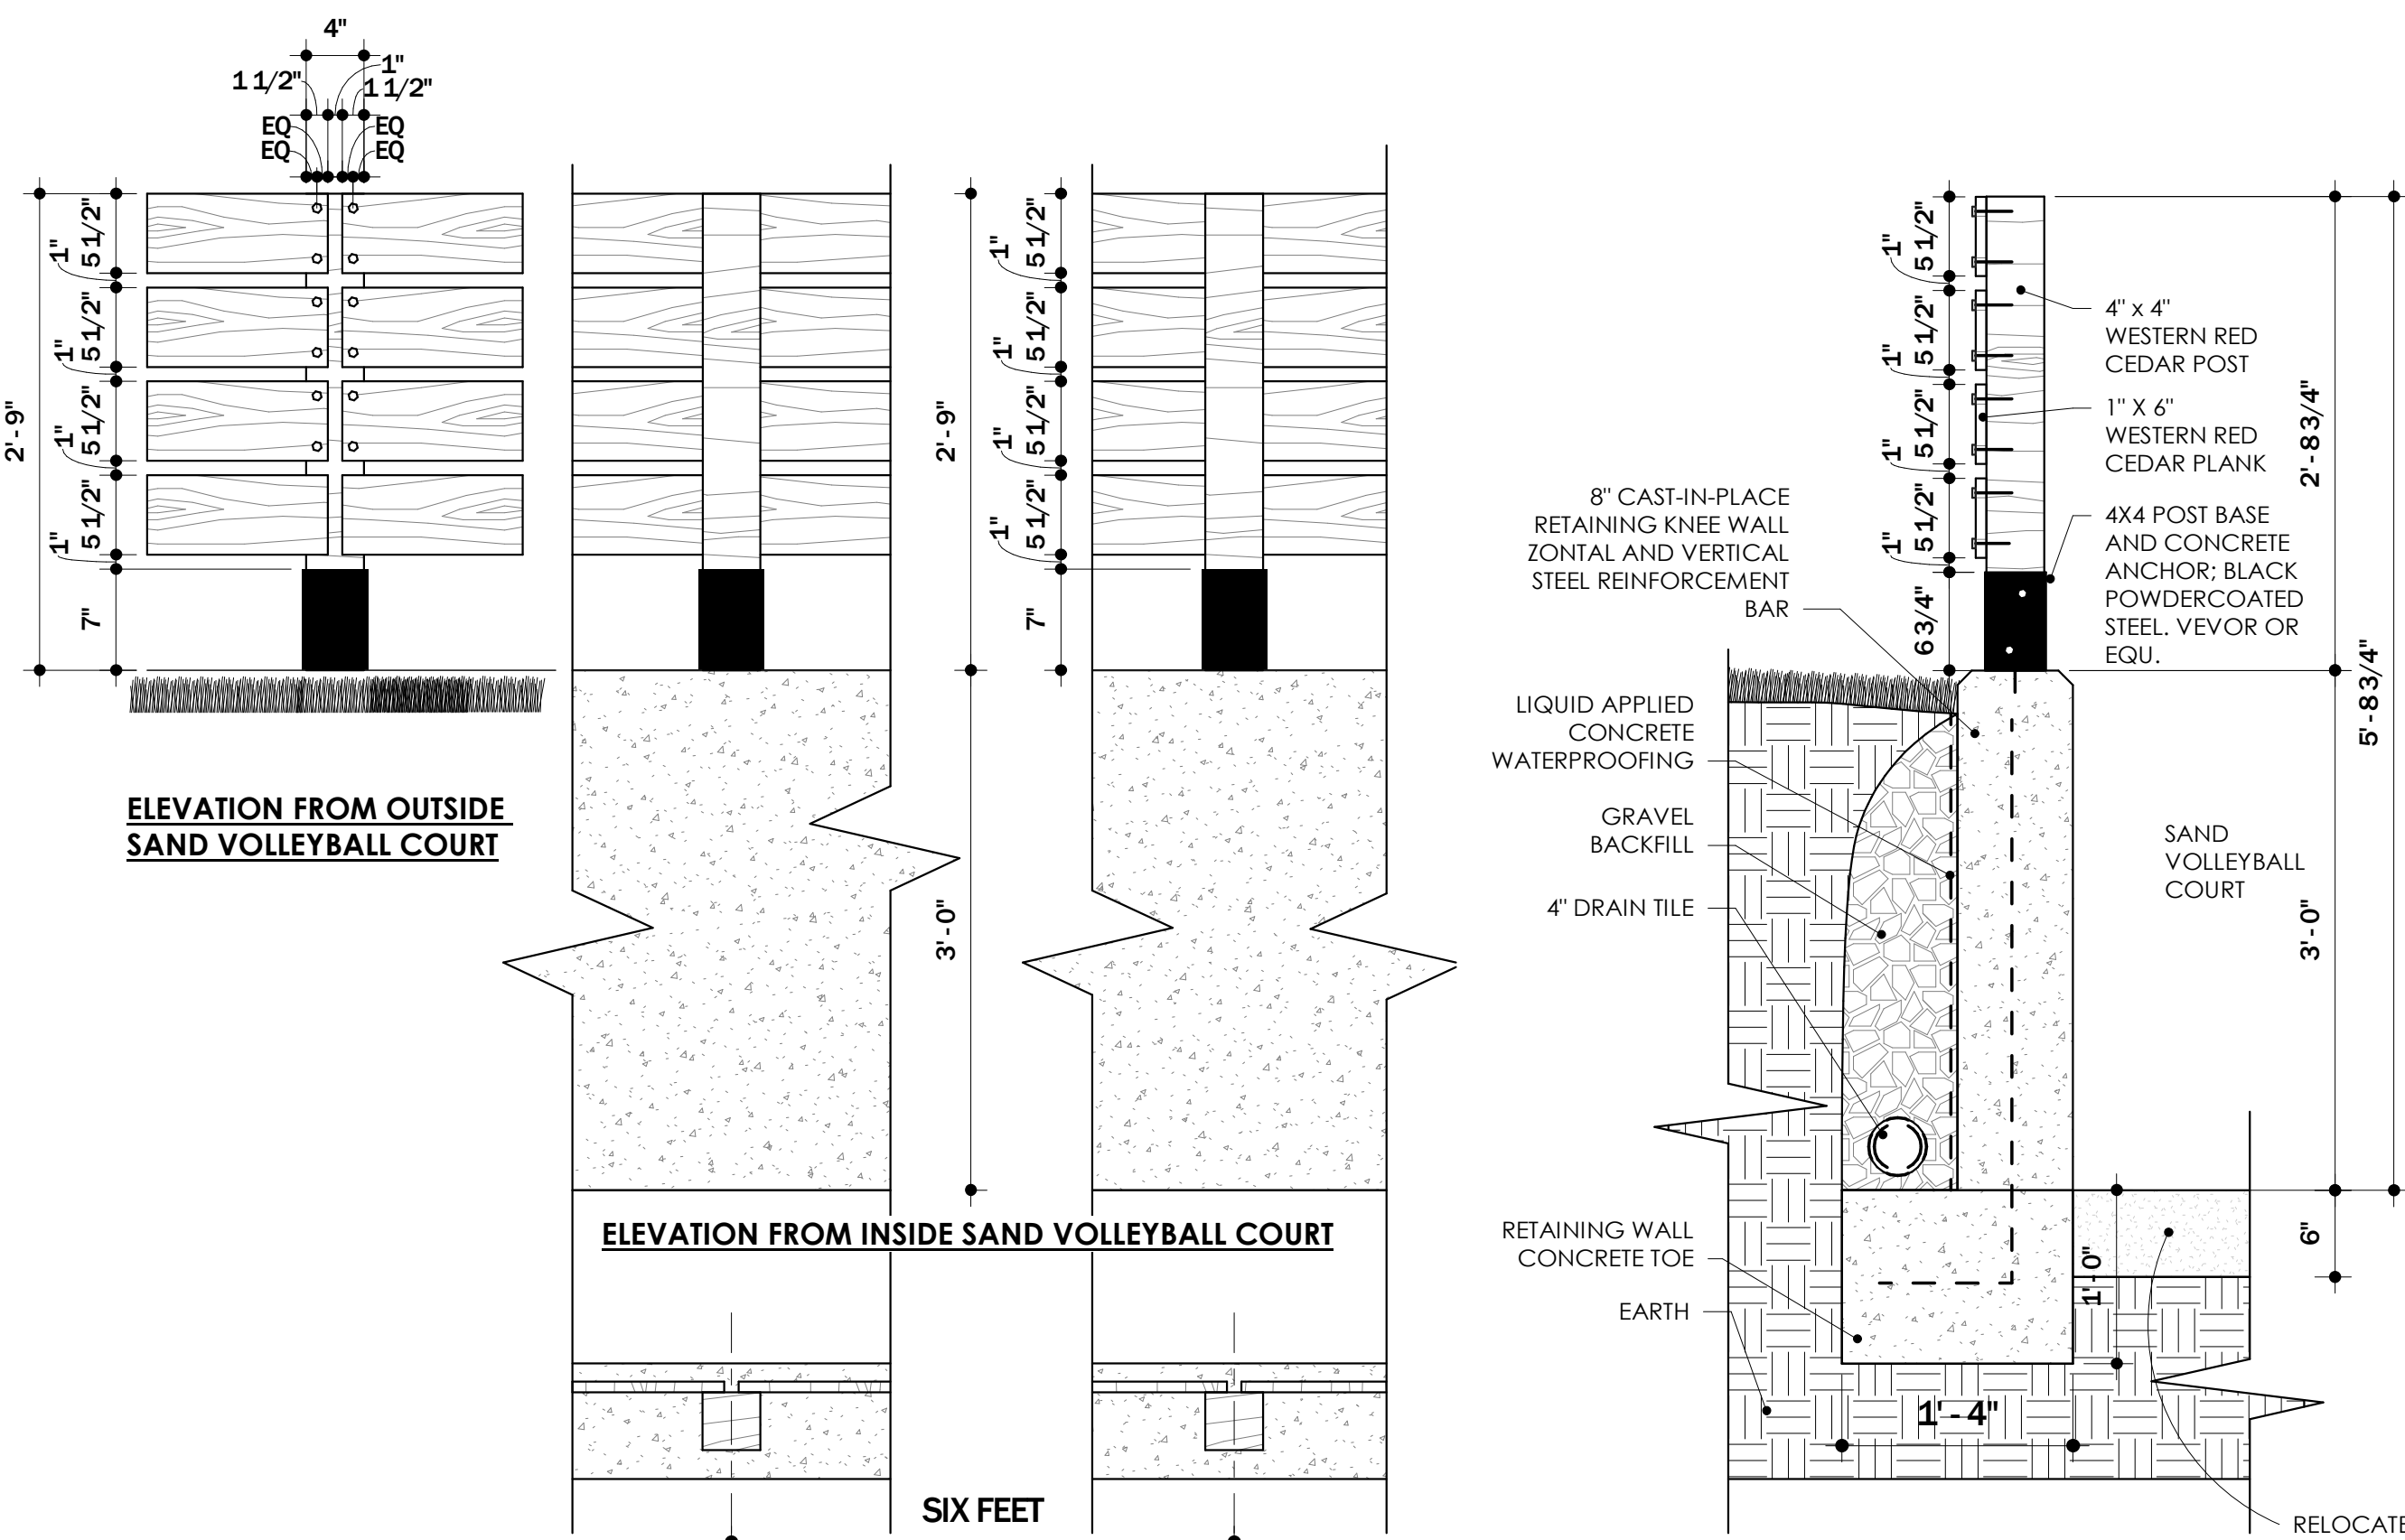 4"
1"
1 1/2"
1 1/2"
EQ
EQ
EQ
EQ
2'-9"
5 1/2"
1"
5 1/2"
1"
5 1/2"
1"
5 1/2"
1"
7"
ELEVATION FROM OUTSIDE
SAND VOLLEYBALL COURT
2'-9"
3'-0"
5 1/2"
1"
5 1/2"
1"
5 1/2"
1"
5 1/2"
1"
7"
ELEVATION FROM INSIDE SAND VOLLEYBALL COURT
SIX FEET
5 1/2"
1"
5 1/2"
1"
5 1/2"
1"
5 1/2"
1"
6 3/4"
4" x 4"
WESTERN RED
CEDAR POST
1" X 6"
WESTERN RED
CEDAR PLANK
4X4 POST BASE
AND CONCRETE
ANCHOR; BLACK
POWDERCOATED
STEEL. VEVOR OR
EQU.
2'-8 3/4"
5'-8 3/4"
3'-0"
6"
8" CAST-IN-PLACE
RETAINING KNEE WALL
ZONTAL AND VERTICAL
STEEL REINFORCEMENT
BAR
LIQUID APPLIED
CONCRETE
WATERPROOFING
GRAVEL
BACKFILL
4" DRAIN TILE
SAND
VOLLEYBALL
COURT
RETAINING WALL
CONCRETE TOE
EARTH
1'-0"
1'-4"
RELOCATE